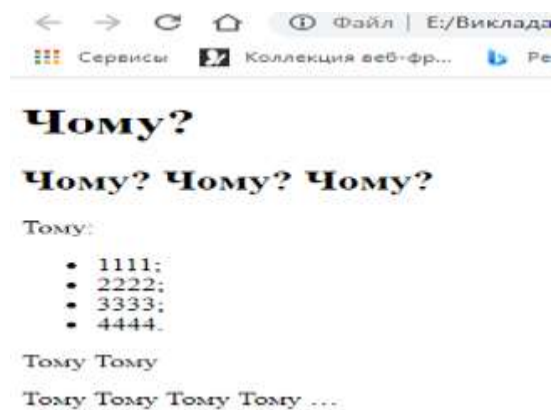 Файл | E:/Виклада
Сервисы Коллекция веб-фр... Ре
Чому?
Чому? Чому? Чому?
Тому:
1111;
2222;
3333;
4444.
Тому Тому
Тому Тому Тому Тому ...